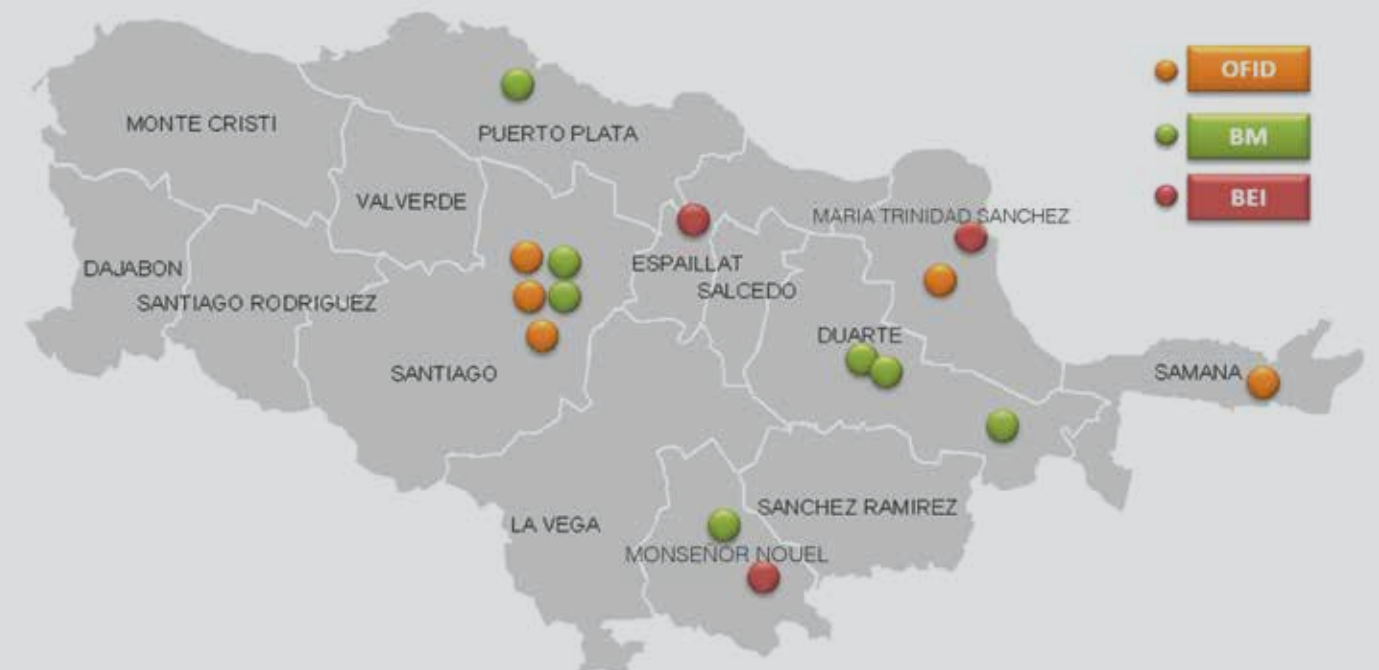 OFID
BM
BEI
MONTE CRISTI
PUERTO PLATA
VALVERDE
MARIA TRINIDAD SANCHEZ
DAJABON
ESPAILLAT
SALCEDO
SANTIAGO RODRIGUEZ
DUARTE
SANTIAGO
SAMANA
SANCHEZ RAMIREZ
LA VEGA
MONSEÑOR NOUEL